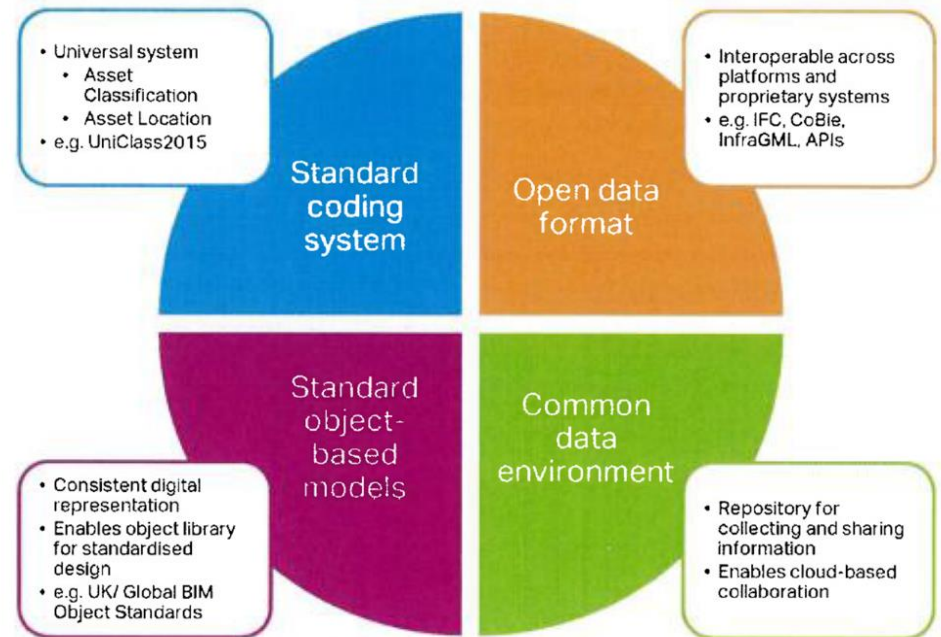 • Universal system
• Asset
Classification
• Asset Location
• e.g. UniClass2015
Standard
coding
system
• Interoperable across
platforms and
proprietary systems
• e.g. IFC, CoBie,
InfraGML, APIs
Open data
format
Standard
object-
based
models
• Consistent digital
representation
• Enables object library
for standardised
design
• e.g. UK/ Global BIM
Object Standards
Common
data
environment
• Repository for
collecting and sharing
information
• Enables cloud-based
collaboration